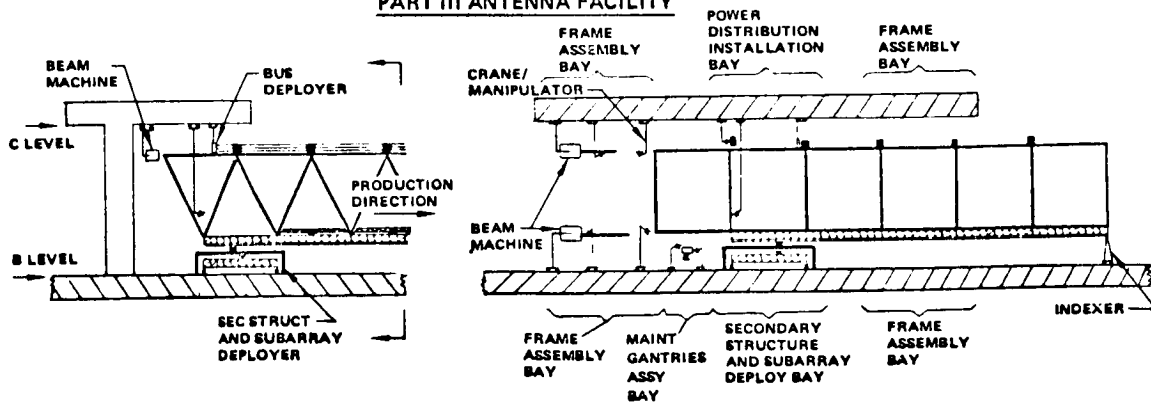 PART III ANTENNA FACILITY
BEAM
MACHINE
BUS
DEPLOYER
C LEVEL
PRODUCTION
DIRECTION
B LEVEL
SEC STRUCT
AND SUBARRAY
DEPLOYER
FRAME
ASSEMBLY
BAY
POWER
DISTRIBUTION
INSTALLATION
BAY
FRAME
ASSEMBLY
BAY
CRANE/
MANIPULATOR
BEAM
MACHINE
INDEXER
FRAME
ASSEMBLY
BAY
MAINT
GANTRIES
ASSY
BAY
SECONDARY
STRUCTURE
AND SUBARRAY
DEPLOY BAY
FRAME
ASSEMBLY
BAY